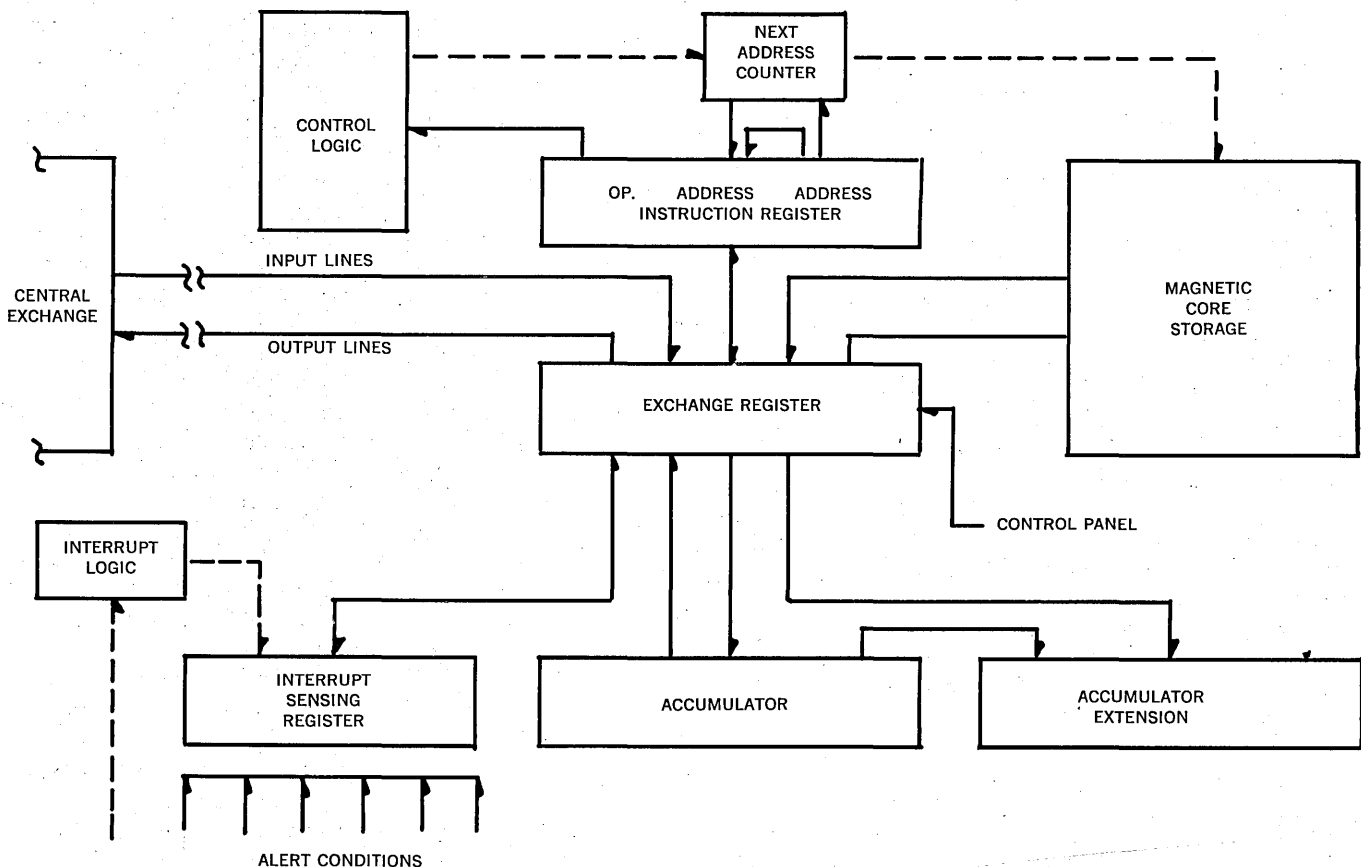 NEXT
ADDRESS
COUNTER
CONTROL
LOGIC
OP. ADDRESS ADDRESS
INSTRUCTION REGISTER
INPUT LINES
CENTRAL
EXCHANGE
OUTPUT LINES
MAGNETIC
CORE
STORAGE
EXCHANGE REGISTER
CONTROL PANEL
INTERRUPT
LOGIC
INTERRUPT
SENSING
REGISTER
ACCUMULATOR
ACCUMULATOR
EXTENSION
ALERT CONDITIONS